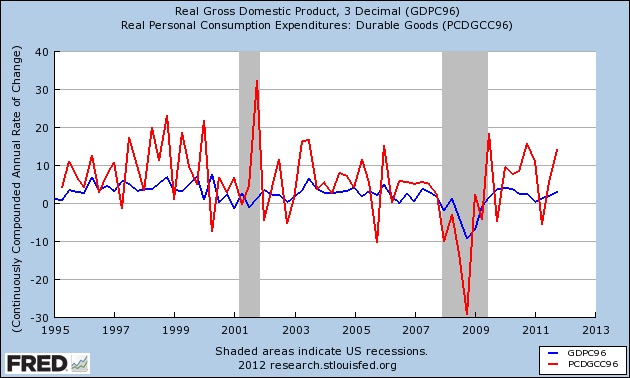 Real Gross Domestic Product, 3 Decimal (GDPC96)
Real Personal Consumption Expenditures: Durable Goods (PCDGCC96)
(Continuously Compounded Annual Rate of Change)
40
30
20
10
0
-10
-20
-30
1995 1997 1999 2001 2003 2005 2007 2009 2011 2013
Shaded areas indicate US recessions.
2012 research.stlouisfed.org
FRED
GDPC96
PCDGCC96